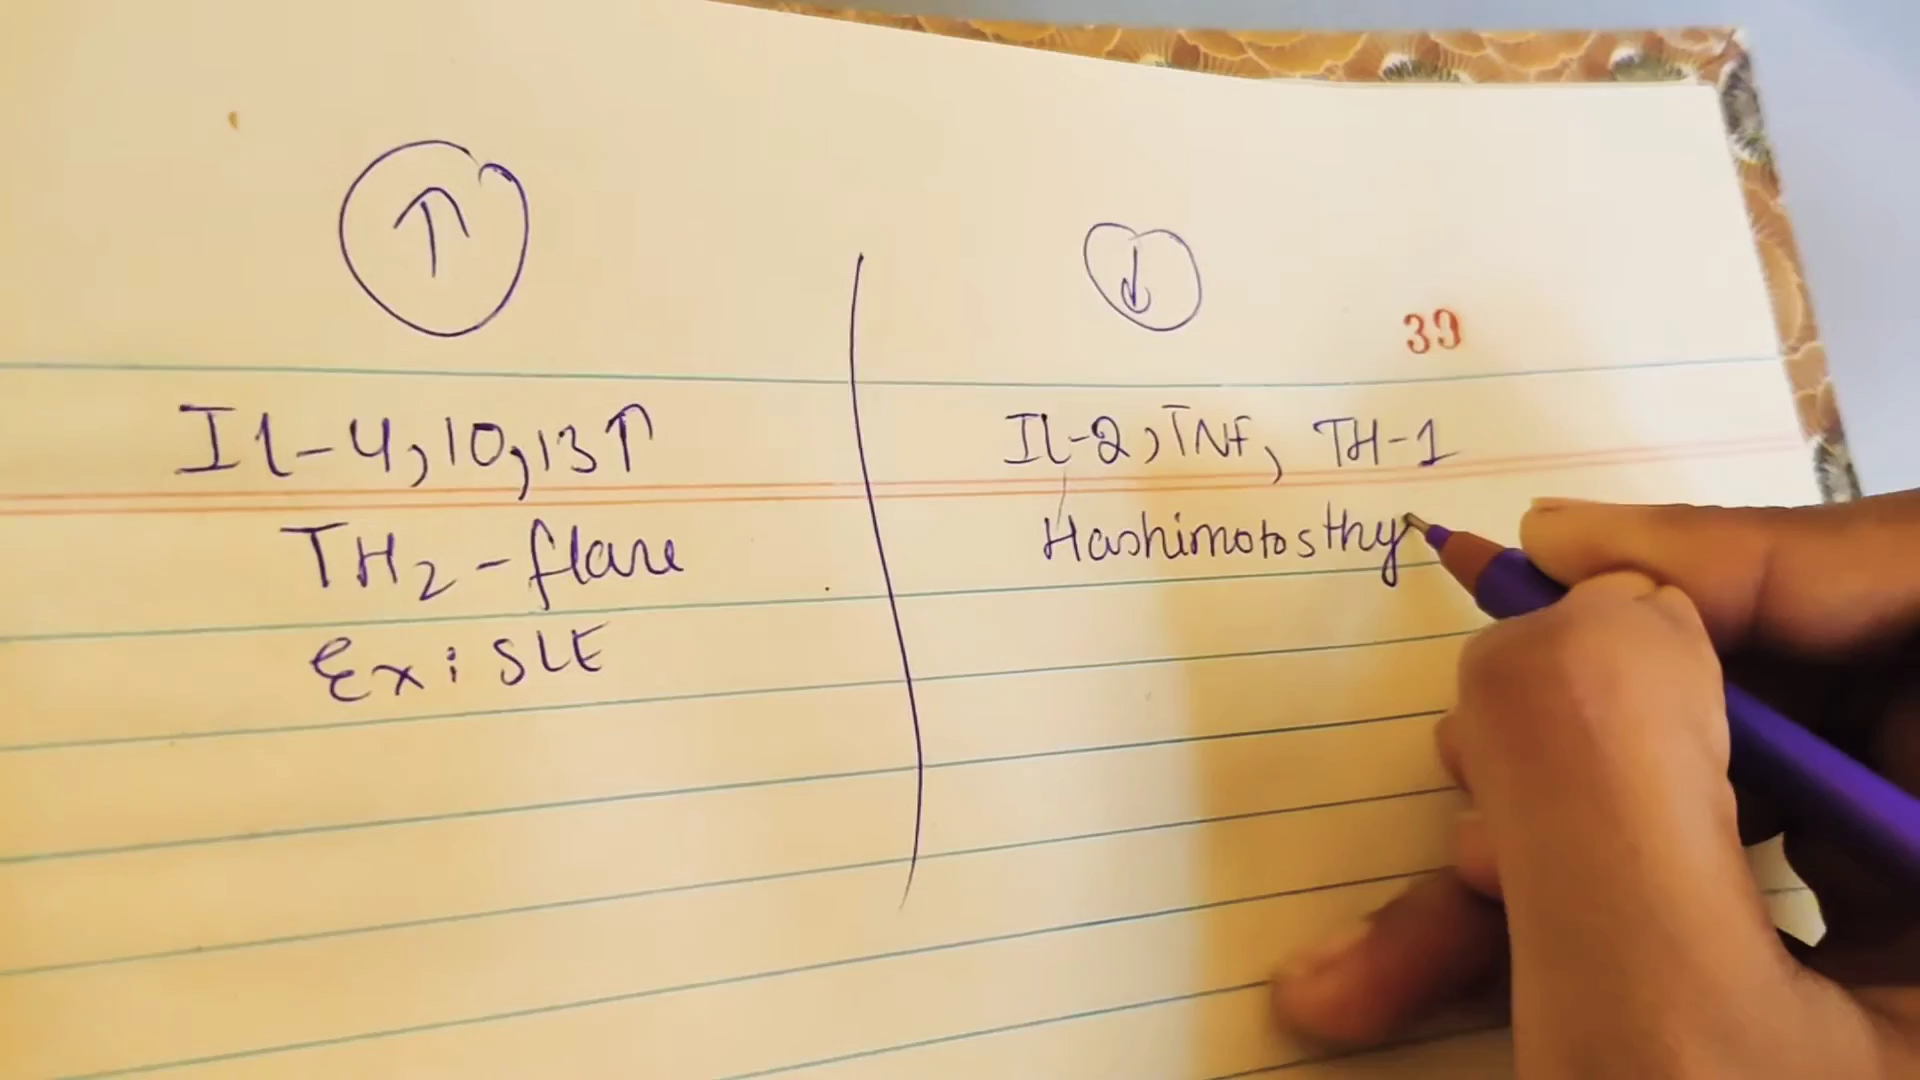 ↑
Il-4,10,13↑
TH2-flare
Ex: SLE
↓
39
Il-2, TNF, TH-1
Hashimotos thy